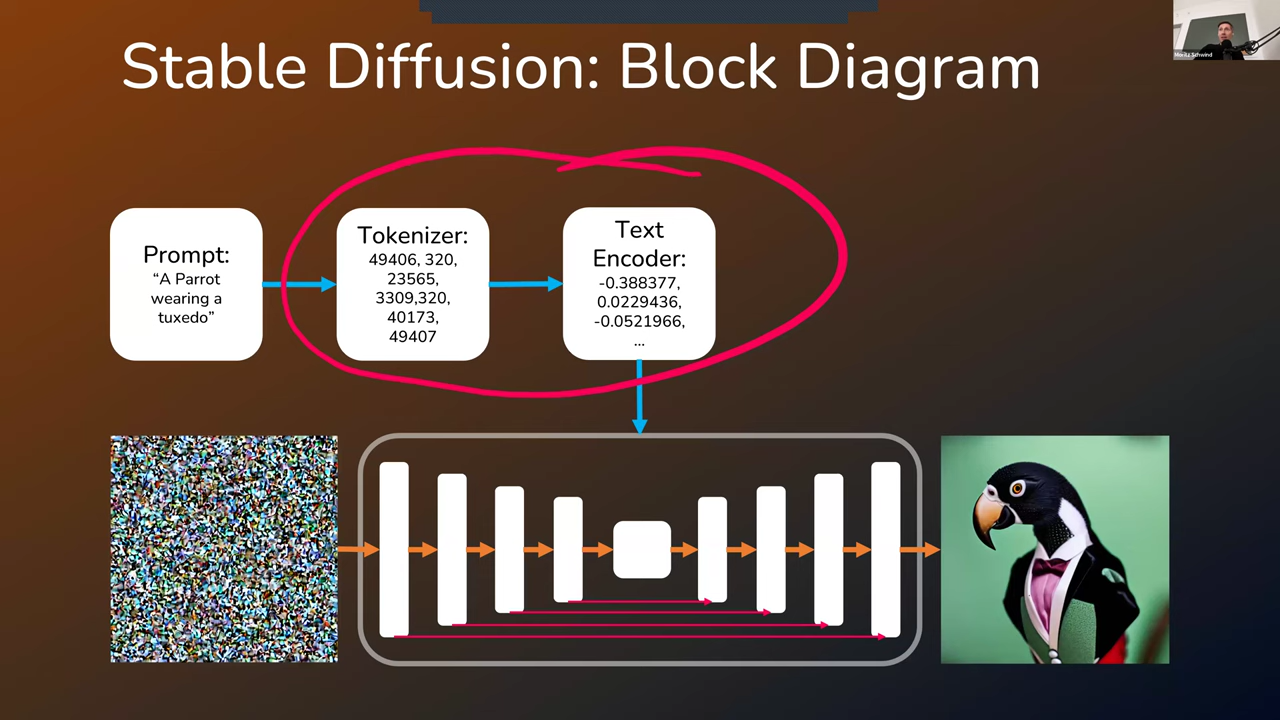 Stable Diffusion: Block Diagram
Prompt:
“A Parrot
wearing a
tuxedo”
Tokenizer:
49406, 320,
23565,
3309,320,
40173,
49407
Text
Encoder:
-0.388377,
0.0229436,
-0.0521966,
...